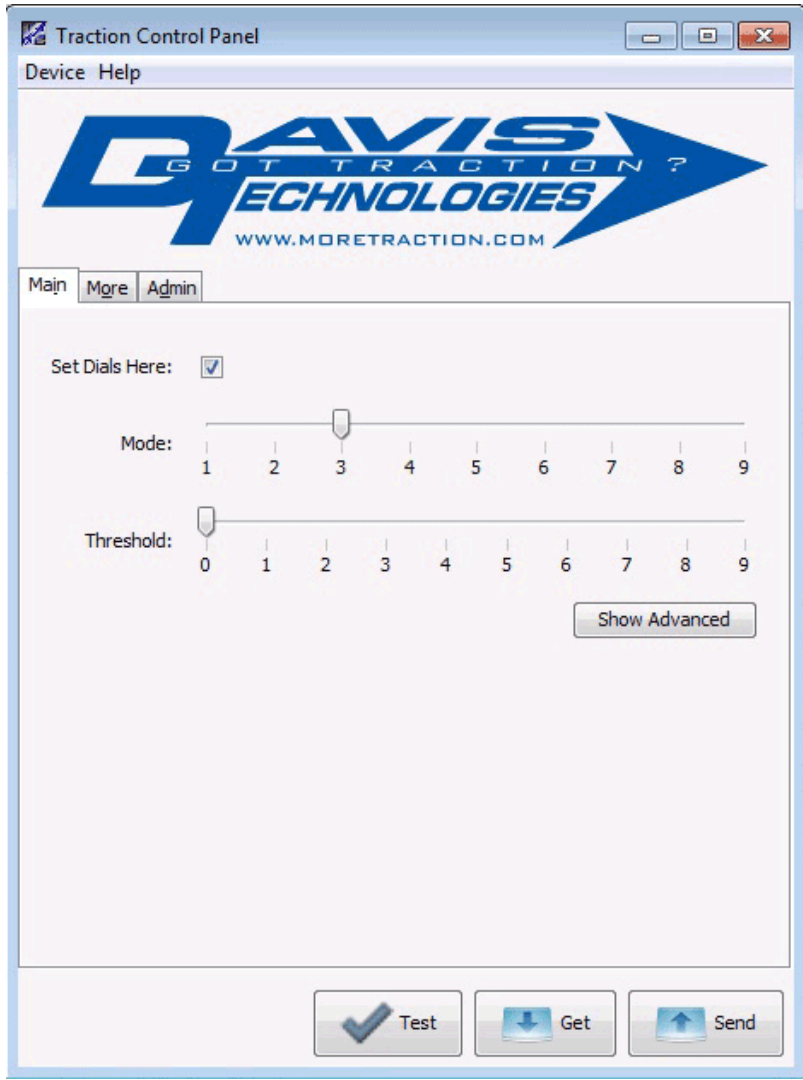 Traction Control Panel
Device Help
DAVIS
GOT TRACTION ?
TECHNOLOGIES
WWW.MORETRACTION.COM
Main More Admin
Set Dials Here:
Mode:
1 2 3 4 5 6 7 8 9
Threshold:
0 1 2 3 4 5 6 7 8 9
Show Advanced
Test Get Send